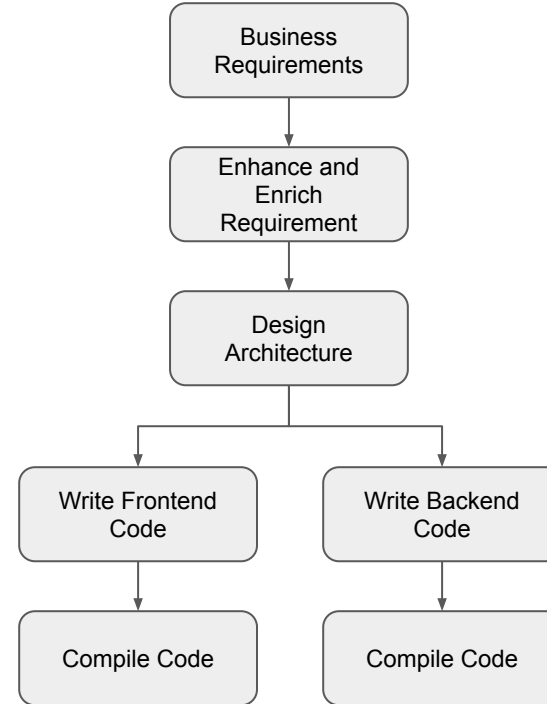 Business
Requirements
Enhance and
Enrich
Requirement
Design
Architecture
Write Frontend
Code
Write Backend
Code
Compile Code
Compile Code